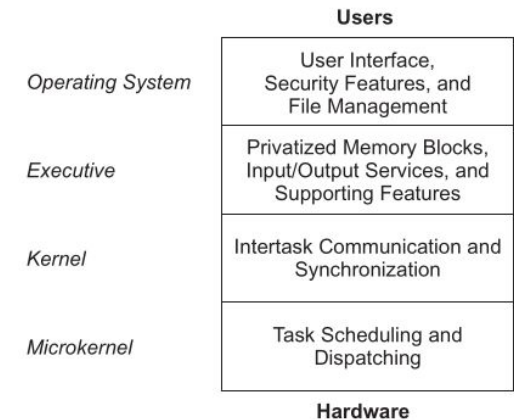 Users
Operating System
User Interface,
Security Features, and
File Management
Executive
Privatized Memory Blocks,
Input/Output Services, and
Supporting Features
Kernel
Intertask Communication and
Synchronization
Microkernel
Task Scheduling and
Dispatching
Hardware